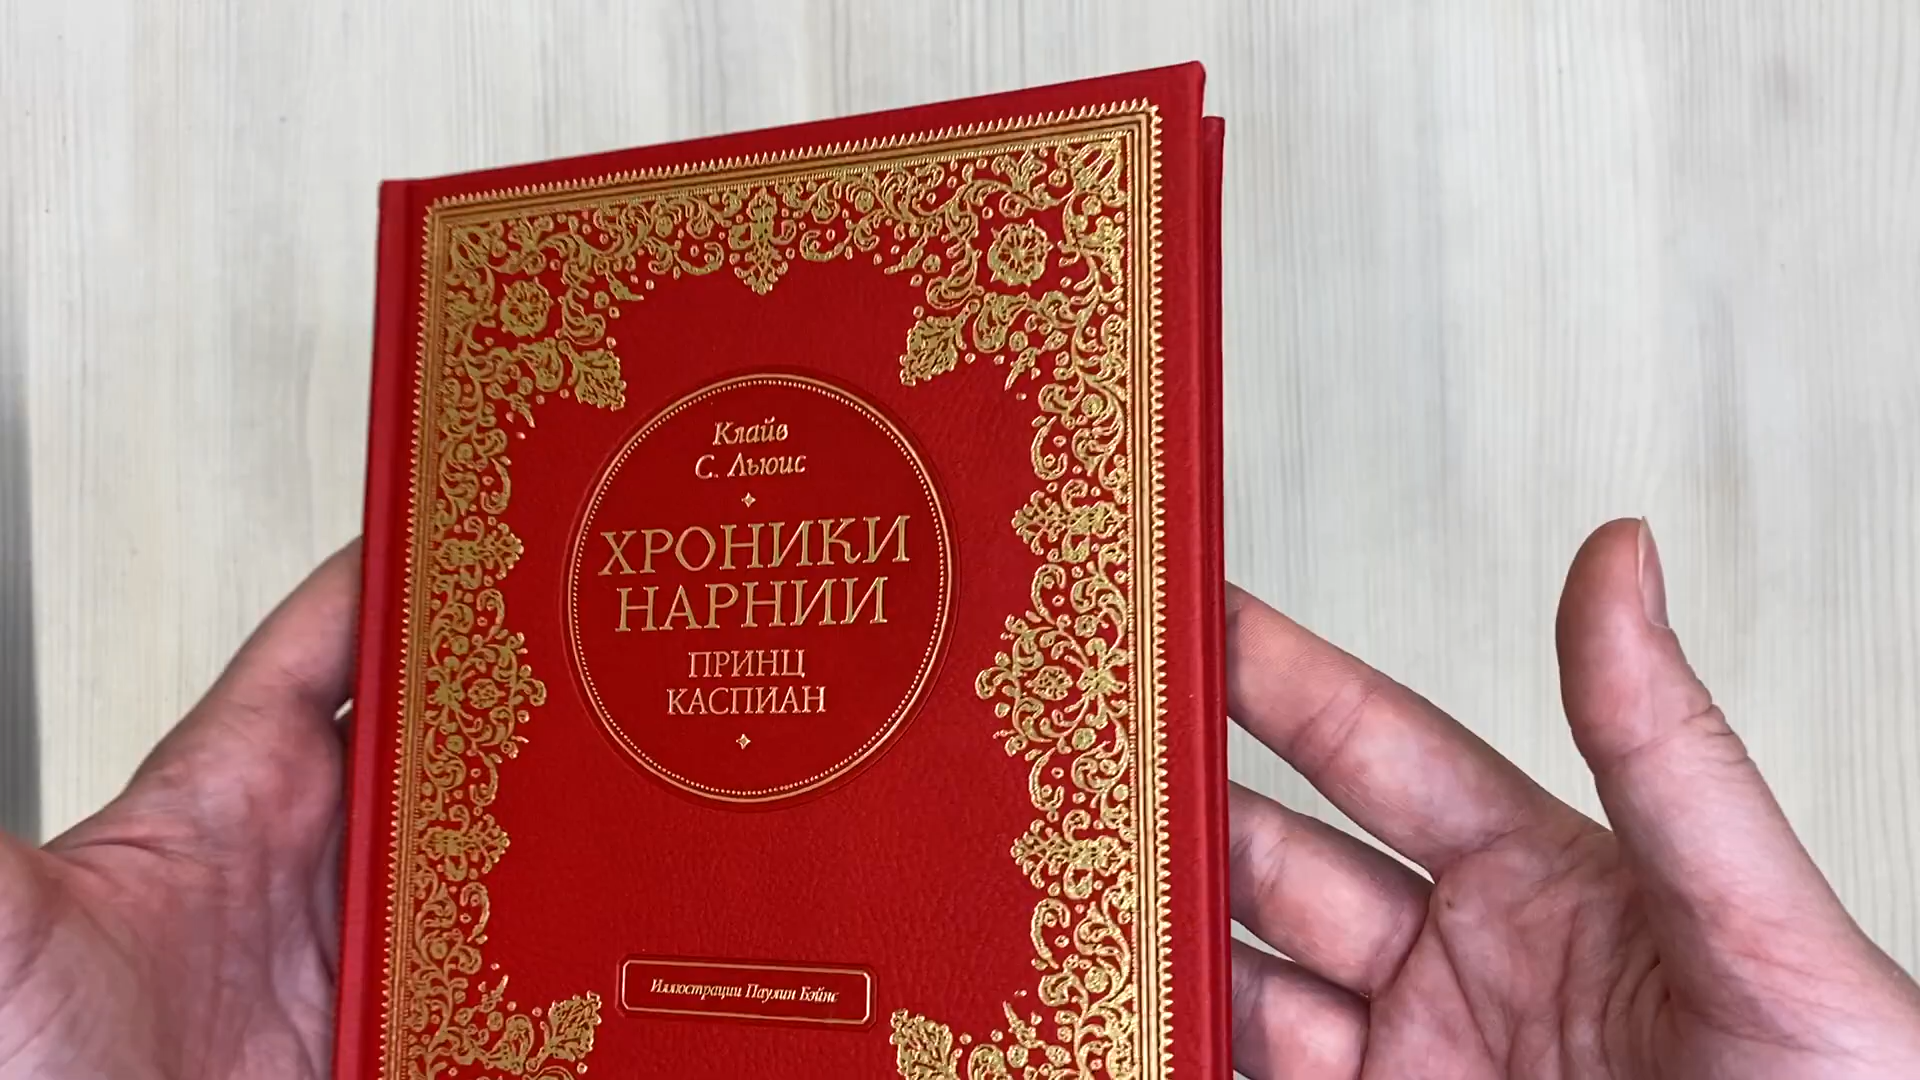 Клайв
С. Льюис
ХРОНИКИ
НАРНИИ
ПРИНЦ
КАСПИАН
Иллюстрации Паулин Бэйнс